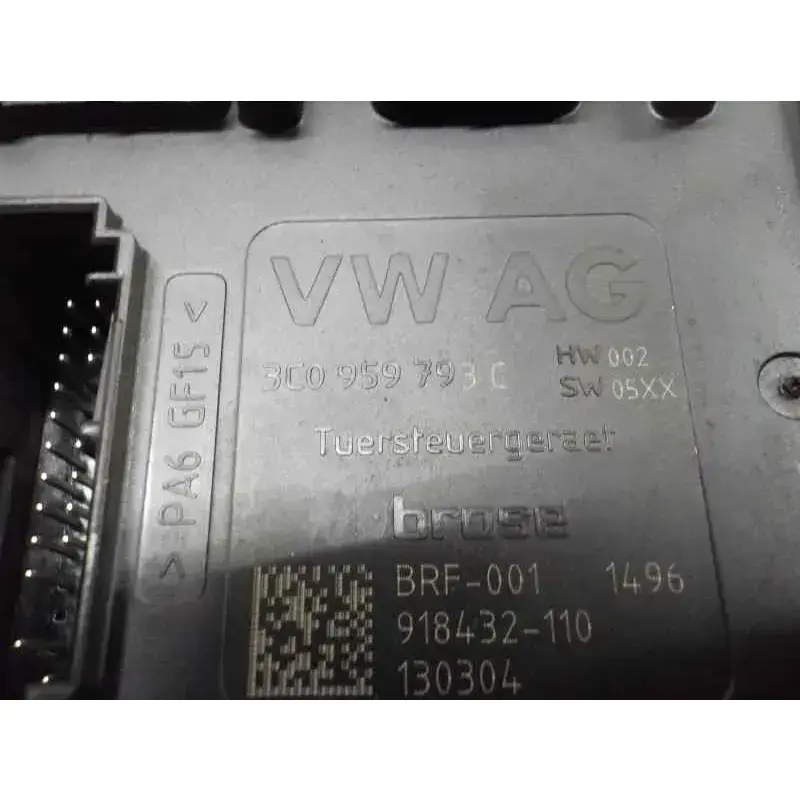 VW AG
3C0 959 793 C
HW 002
SW 05XX
Tuersteuergeraet
brose
BRF-001 1496
918432-110
130304
>PA6 GF15<